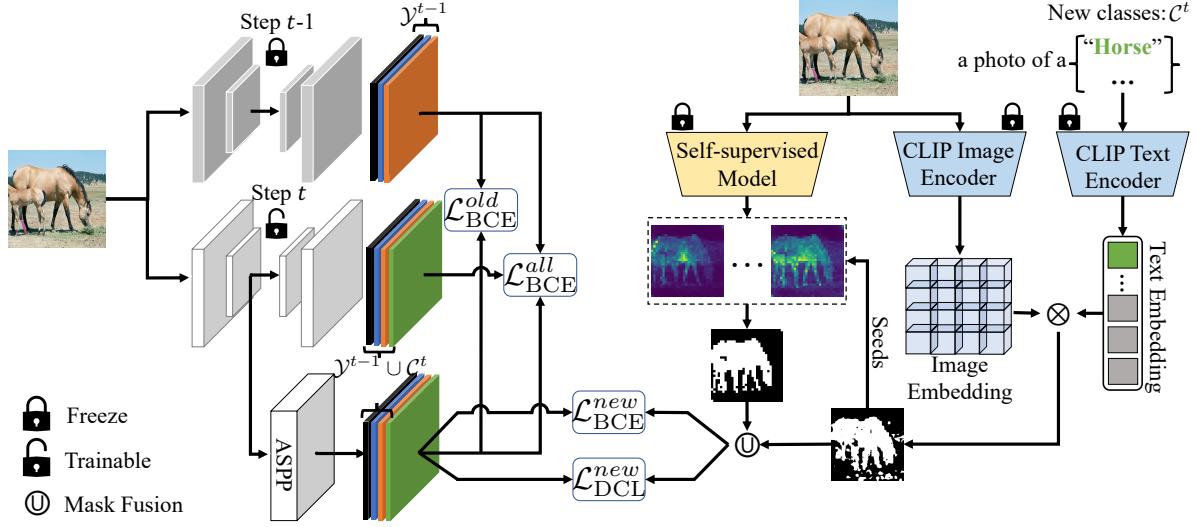 Step t-1
𝒴^{t-1}
New classes: 𝒞^t
a photo of a
"Horse"
...
Self-supervised
Model
CLIP Image
Encoder
CLIP Text
Encoder
Step t
ℒ^{old}_{BCE}
ℒ^{all}_{BCE}
...
...
Text Embedding
⊗
Seeds
Image
Embedding
𝒴^{t-1} ∪ 𝒞^t
ASPP
ℒ^{new}_{BCE}
ℒ^{new}_{DCL}
U
Freeze
Trainable
U Mask Fusion